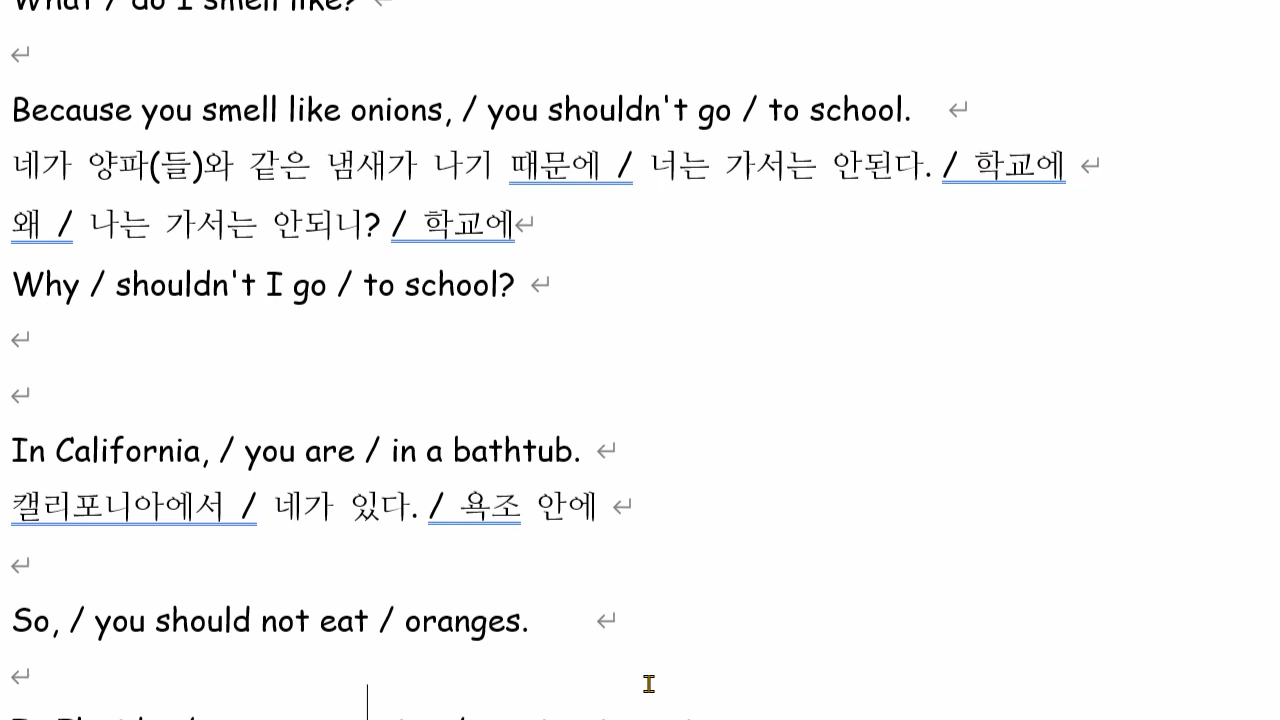 What / do I smell like?
Because you smell like onions, / you shouldn't go / to school.
네가 양파(들)와 같은 냄새가 나기 때문에 / 너는 가서는 안된다. / 학교에
왜 / 나는 가서는 안되니? / 학교에
Why / shouldn't I go / to school?
In California, / you are / in a bathtub.
캘리포니아에서 / 네가 있다. / 욕조 안에
So, / you should not eat / oranges.